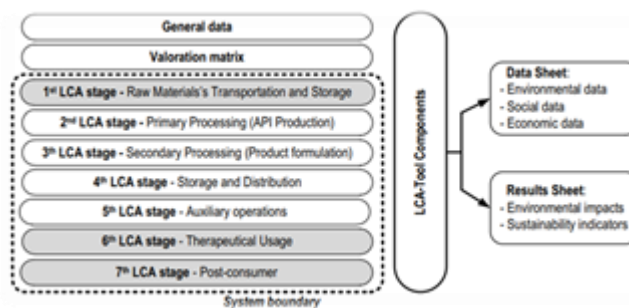 General data
Valoration matrix
1st LCA stage - Raw Materials's Transportation and Storage
2nd LCA stage - Primary Processing (API Production)
3th LCA stage - Secondary Processing (Product formulation)
4th LCA stage - Storage and Distribution
5th LCA stage - Auxiliary operations
6th LCA stage - Therapeutical Usage
7th LCA stage - Post-consumer
System boundary
LCA-Tool Components
Data Sheet:
- Environmental data
- Social data
- Economic data
Results Sheet:
- Environmental impacts
- Sustainability indicators